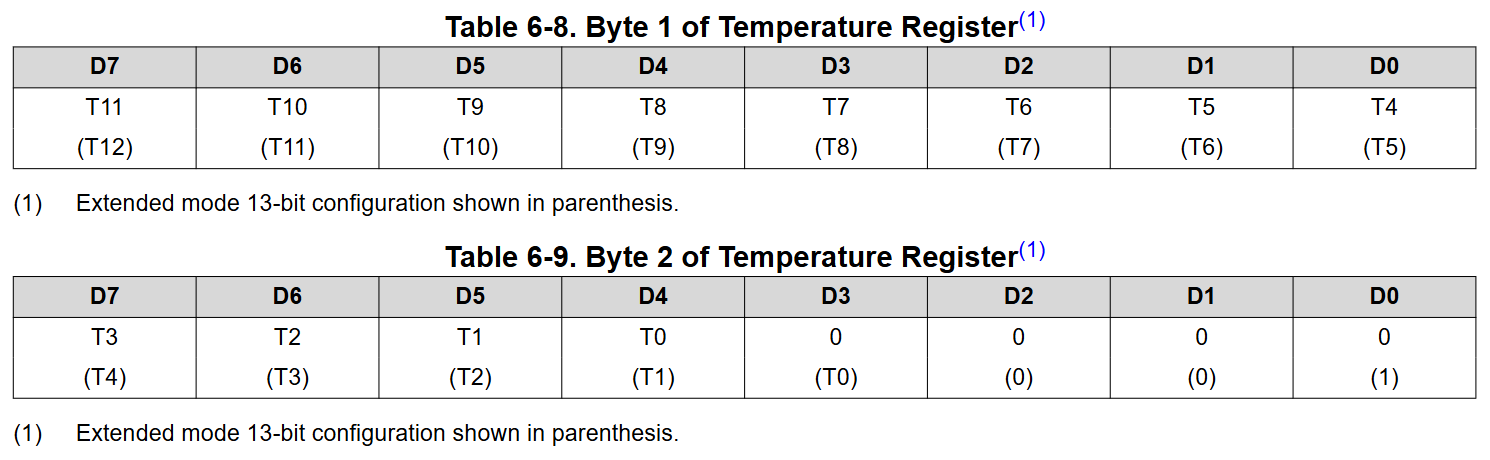 Table 6-8. Byte 1 of Temperature Register(1)
D7 D6 D5 D4 D3 D2 D1 D0
T11 T10 T9 T8 T7 T6 T5 T4
(T12) (T11) (T10) (T9) (T8) (T7) (T6) (T5)
(1) Extended mode 13-bit configuration shown in parenthesis.
Table 6-9. Byte 2 of Temperature Register(1)
D7 D6 D5 D4 D3 D2 D1 D0
T3 T2 T1 T0 0 0 0 0
(T4) (T3) (T2) (T1) (T0) (0) (0) (1)
(1) Extended mode 13-bit configuration shown in parenthesis.